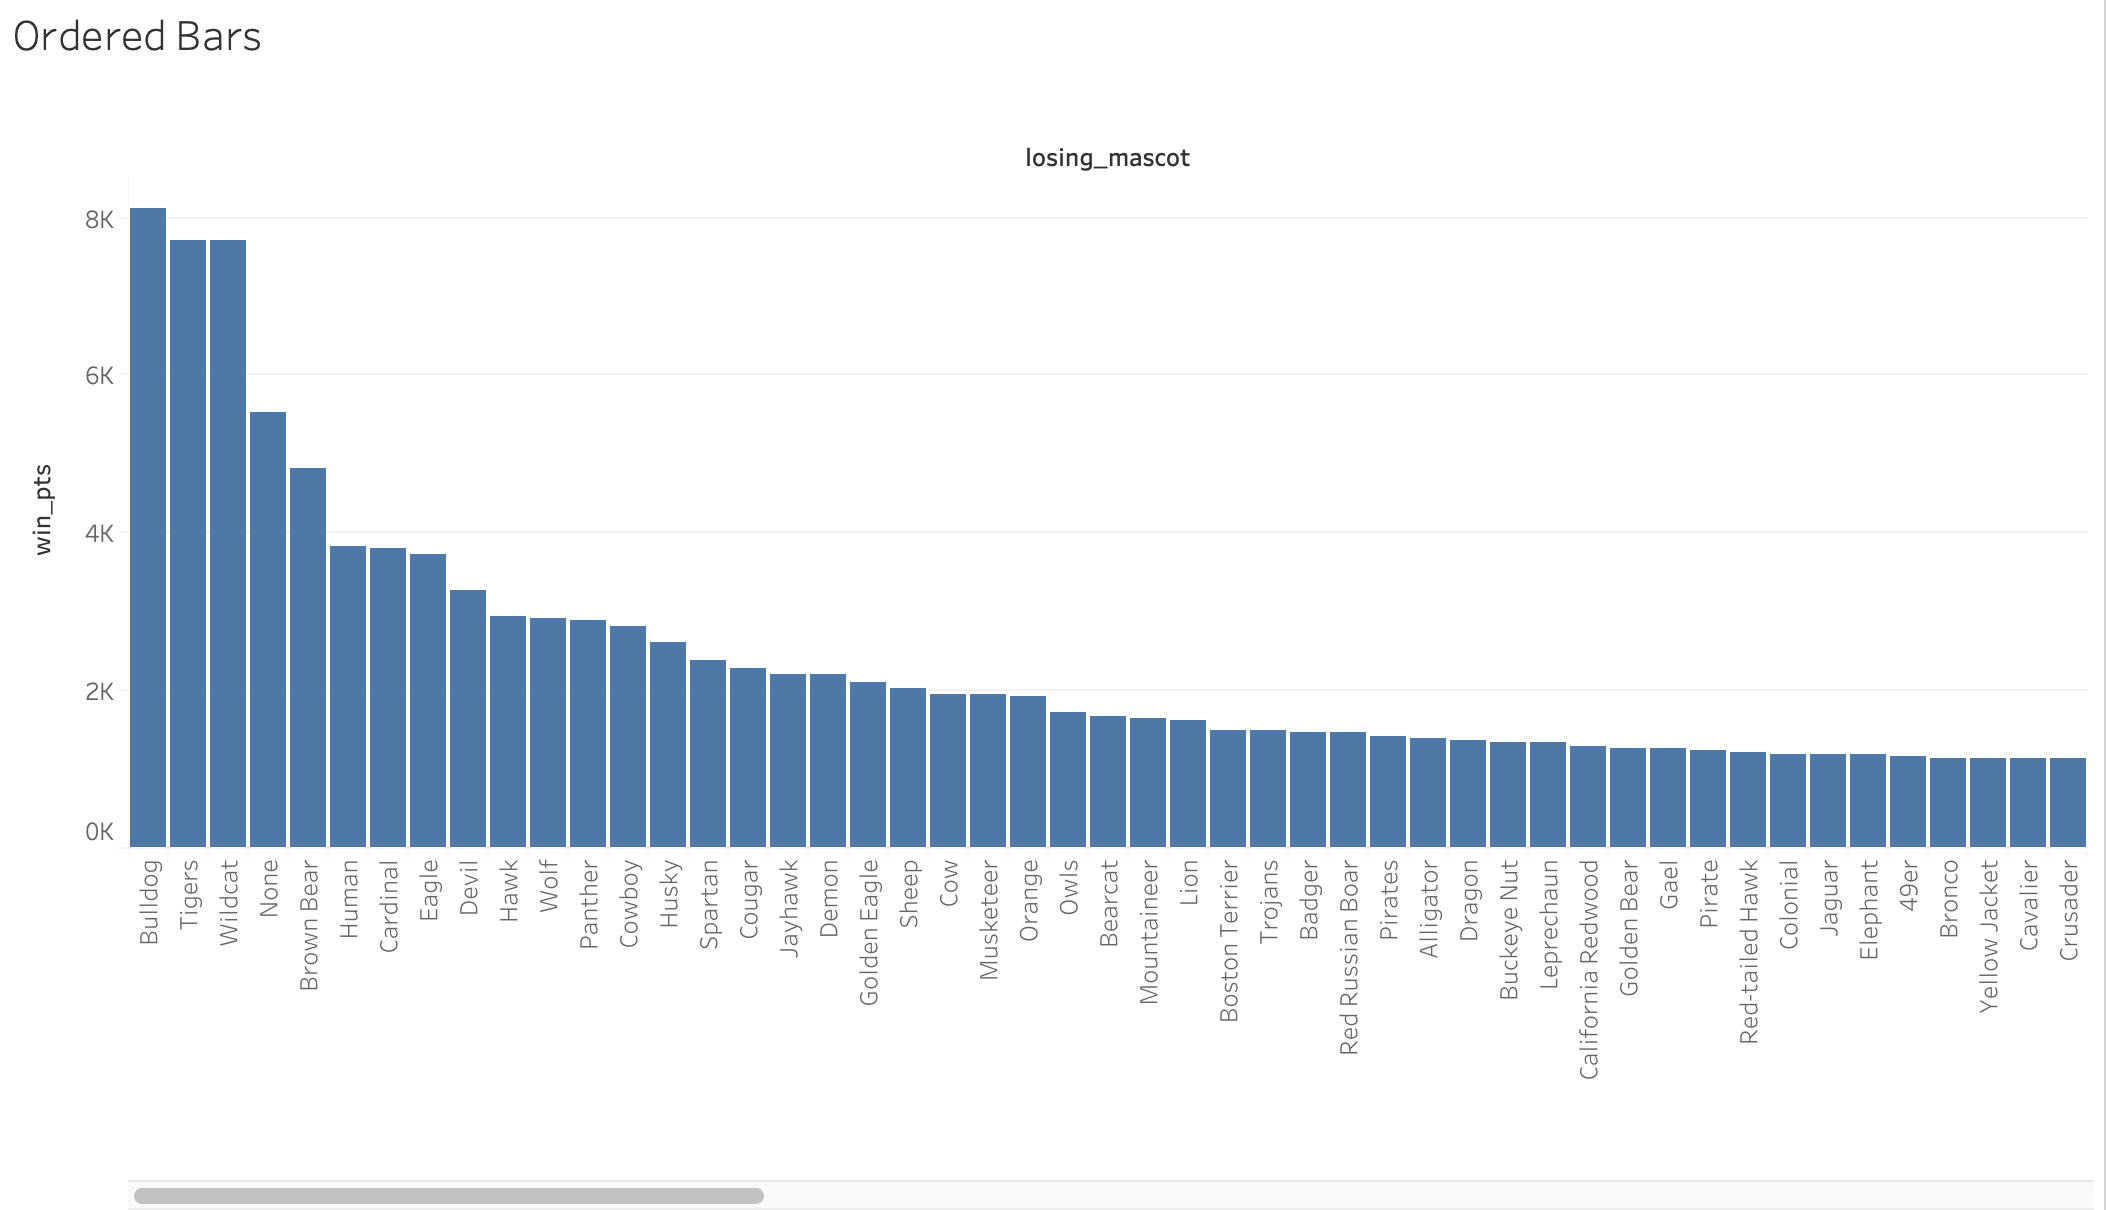 Ordered Bars
losing_mascot
8K
6K
4K
2K
0K
win_pts
Bulldog
Tigers
Wildcat
None
Brown Bear
Human
Cardinal
Eagle
Devil
Hawk
Wolf
Panther
Cowboy
Husky
Spartan
Cougar
Jayhawk
Demon
Golden Eagle
Sheep
Cow
Musketeer
Orange
Owls
Bearcat
Mountaineer
Lion
Boston Terrier
Trojans
Badger
Red Russian Boar
Pirates
Alligator
Dragon
Buckeye Nut
Leprechaun
California Redwood
Golden Bear
Gael
Pirate
Red-tailed Hawk
Colonial
Jaguar
Elephant
49er
Bronco
Yellow Jacket
Cavalier
Crusader